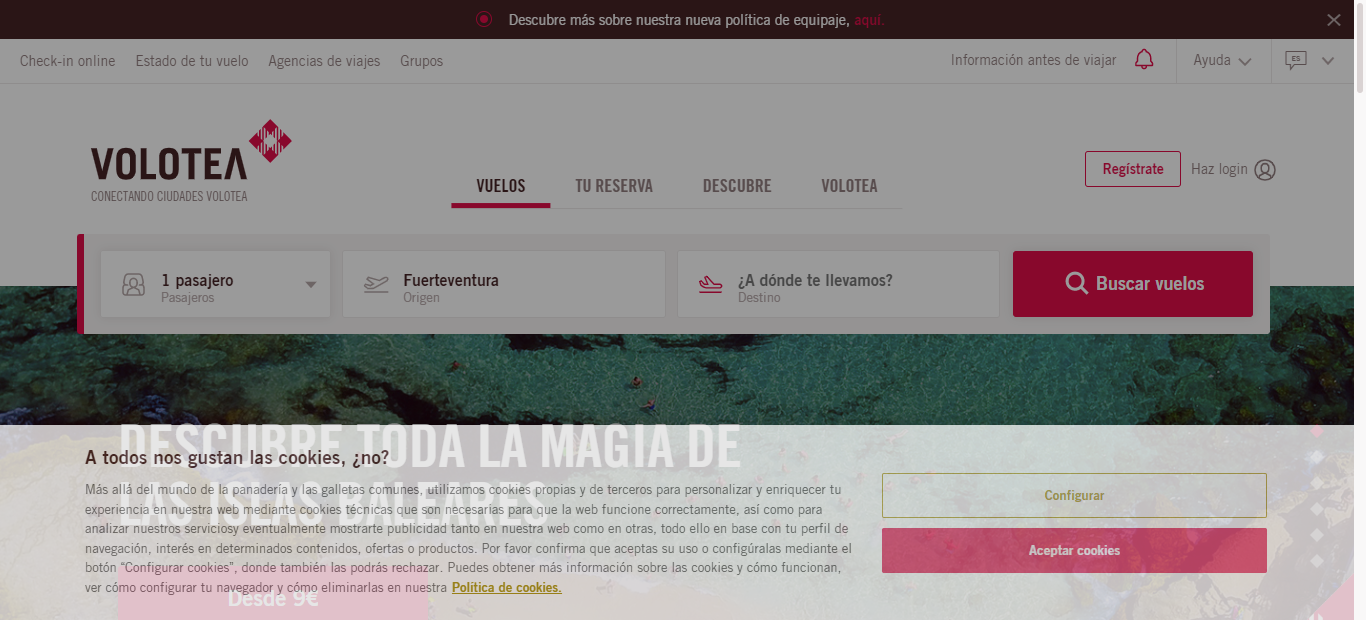 Descubre más sobre nuestra nueva política de equipaje, aquí.
Check-in online Estado de tu vuelo Agencias de viajes Grupos Información antes de viajar Ayuda ES
VOLOTEA
CONECTANDO CIUDADES VOLOTEA
VUELOS TU RESERVA DESCUBRE VOLOTEA
Regístrate Haz login
1 pasajero
Pasajeros
Fuerteventura
Origen
¿A dónde te llevamos?
Destino
Buscar vuelos
DESCUBRE TODA LA MAGIA DE
LAS ISLAS BALEARES
Desde 9€
A todos nos gustan las cookies, ¿no?
Más allá del mundo de la panadería y las galletas comunes, utilizamos cookies propias y de terceros para personalizar y enriquecer tu
experiencia en nuestra web mediante cookies técnicas que son necesarias para que la web funcione correctamente, así como para
analizar nuestros serviciosy eventualmente mostrarte publicidad tanto en nuestra web como en otras, todo ello en base con tu perfil de
navegación, interés en determinados contenidos, ofertas o productos. Por favor confirma que aceptas su uso o configúralas mediante el
botón “Configurar cookies”, donde también las podrás rechazar. Puedes obtener más información sobre las cookies y cómo funcionan,
ver cómo configurar tu navegador y cómo eliminarlas en nuestra Política de cookies.
Configurar
Aceptar cookies